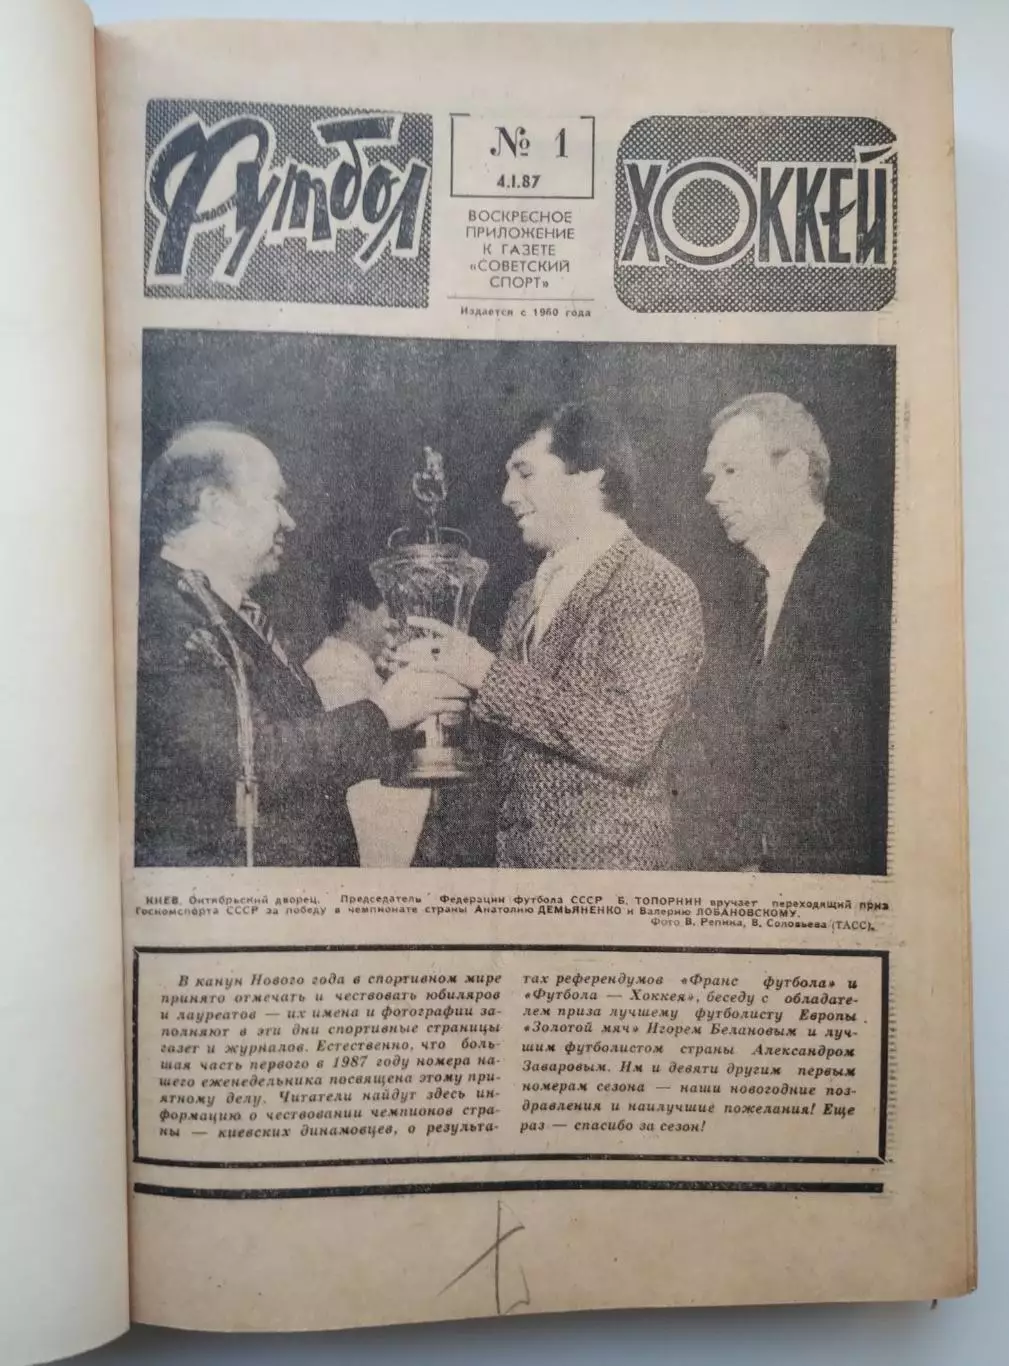 Футбол
№ 1
4.I.87
ВОСКРЕСНОЕ
ПРИЛОЖЕНИЕ
К ГАЗЕТЕ
«СОВЕТСКИЙ
СПОРТ»
Издается с 1960 года
ХОККЕЙ
КИЕВ. Октябрьский дворец. Председатель Федерации футбола СССР Б. ТОПОРНИН вручает переходящий приз
Госкомспорта СССР за победу в чемпионате страны Анатолию ДЕМЬЯНЕНКО и Валерию ЛОБАНОВСКОМУ.
Фото В. Репика, В. Соловьева (ТАСС).
В канун Нового года в спортивном мире
принято отмечать и чествовать юбиляров
и лауреатов — их имена и фотографии за-
полняют в эти дни спортивные страницы
газет и журналов. Естественно, что боль-
шая часть первого в 1987 году номера на-
шего еженедельника посвящена этому при-
ятному делу. Читатели найдут здесь ин-
формацию о чествовании чемпионов стра-
ны — киевских динамовцев, о результа-
тах референдумов «Франс футбола» и
«Футбола — Хоккея», беседу с обладате-
лем приза лучшему футболисту Европы
«Золотой мяч» Игорем Белановым и луч-
шим футболистом страны Александром
Заваровым. Им и девяти другим первым
номерам сезона — наши новогодние поз-
дравления и наилучшие пожелания! Еще
раз — спасибо за сезон!